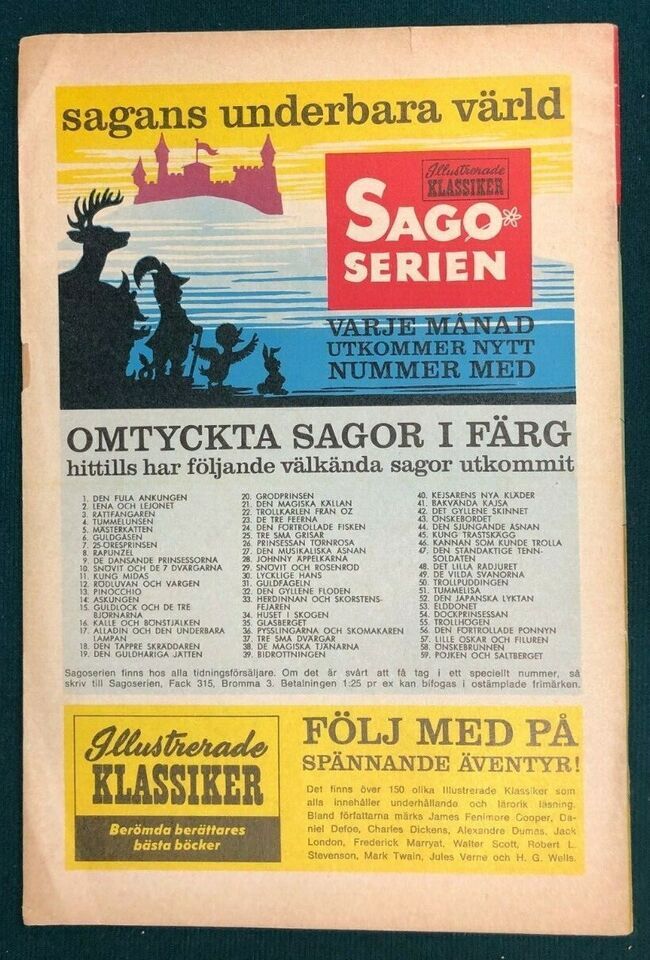 sagans underbara värld
Illustrerade
KLASSIKER
SAGO
SERIEN
VARJE MÅNAD
UTKOMMER NYTT
NUMMER MED
OMTYCKTA SAGOR I FÄRG
hittills har följande välkända sagor utkommit
1. DEN FULA ANKUNGEN
2. LENA OCH LEJONET
3. RÅTTFÅNGAREN
4. TUMMELUNSEN
5. MÄSTERKATTEN
6. GULDGÅSEN
7. 25-ÖRESPRINSEN
8. RAPUNZEL
9. DE DANSANDE PRINSESSORNA
10. SNÖVIT OCH DE 7 DVÄRGARNA
11. KUNG MIDAS
12. RÖDLUVAN OCH VARGEN
13. PINOCCHIO
14. ASKUNGEN
15. GULDLOCK OCH DE TRE
BJÖRNARNA
16. KALLE OCH BÖNSTJÄLKEN
17. ALLADIN OCH DEN UNDERBARA
LAMPAN
18. DEN TAPPRE SKRÄDDAREN
19. DEN GULDHÅRIGA JÄTTEN
20. GRODPRINSEN
21. DEN MAGISKA KÄLLAN
22. TROLLKARLEN FRÅN OZ
23. DE TRE FEERNA
24. DEN FÖRTROLLADE FISKEN
25. TRE SMÅ GRISAR
26. PRINSESSAN TÖRNROSA
27. DEN MUSIKALISKA ÅSNAN
28. JOHNNY ÄPPELKÄRNA
29. SNÖVIT OCH ROSENRÖD
30. LYCKLIGE HANS
31. GULDFÅGELN
32. DEN GYLLENE FLODEN
33. HERDINNAN OCH SKORSTENS-
FEJAREN
34. HUSET I SKOGEN
35. GLASBERGET
36. PYSSLINGARNA OCH SKOMAKAREN
37. TRE SMÅ DVÄRGAR
38. DE MAGISKA TJÄNARNA
39. BIDROTTNINGEN
40. KEJSARENS NYA KLÄDER
41. BAKVÄNDA KAJSA
42. DET GYLLENE SKINNET
43. ÖNSKEBORDET
44. DEN SJUNGANDE ÅSNAN
45. KUNG TRASTSKÄGG
46. KANNAN SOM KUNDE TROLLA
47. DEN STÅNDAKTIGE TENN-
SOLDATEN
48. DET LILLA RÅDJURET
49. DE VILDA SVANORNA
50. TROLLPUDDINGEN
51. TUMMELISA
52. DEN JAPANSKA LYKTAN
53. ELDDONET
54. DOCKPRINSESSAN
55. TROLLHÖGEN
56. DEN FÖRTROLLADE PONNYN
57. LILLE OSKAR OCH FILUREN
58. ÖNSKEBRUNNEN
59. POJKEN OCH SALTBERGET
Sagoserien finns hos alla tidningsförsäljare. Om det är svårt att få tag i ett speciellt nummer, så
skriv till Sagoserien, Fack 315, Bromma 3. Betalningen 1:25 pr ex kan bifogas i ostämplade frimärken.
Illustrerade
KLASSIKER
Berömda berättares
bästa böcker
FÖLJ MED PÅ
SPÄNNANDE ÄVENTYR!
Det finns över 150 olika Illustrerade Klassiker som
alla innehåller underhållande och lärorik läsning.
Bland författarna märks James Fenimore Cooper, Da-
niel Defoe, Charles Dickens, Alexandre Dumas, Jack
London, Frederick Marryat, Walter Scott, Robert L.
Stevenson, Mark Twain, Jules Verne och H. G. Wells.